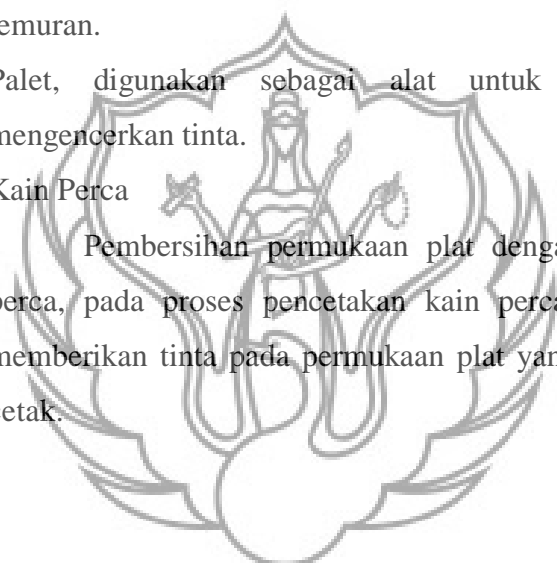 emuran.
Palet, digunakan sebagai alat untuk
mengencerkan tinta.
Kain Perca
Pembersihan permukaan plat denga
perca, pada proses pencetakan kain perca
memberikan tinta pada permukaan plat yan
cetak.